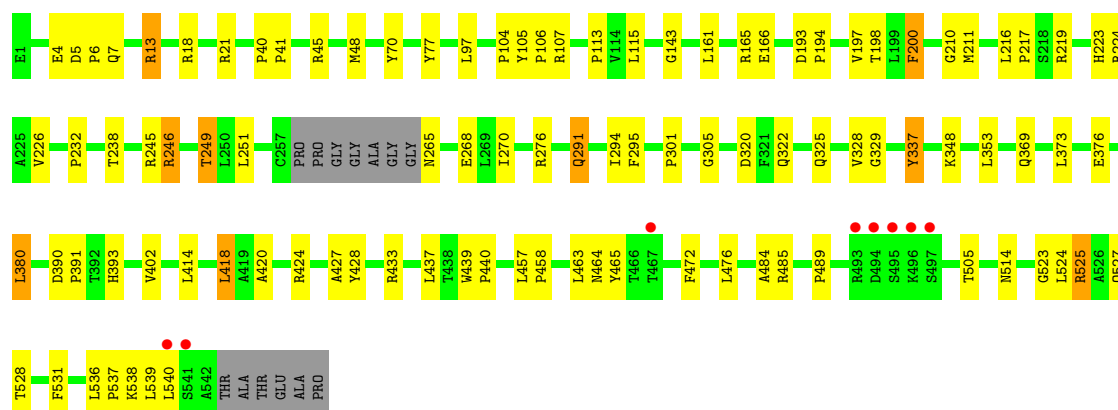 E1 E4 D5 P6 Q7 R13 R18 R21 P40 P41 R45 M48 Y70 Y77 L97 P104 Y105 P106 R107 P113 V114 L115 G143 L161 R165 E166 D193 P194 V197 T198 L199 F200 G210 M211 L216 P217 S218 R219 H223
A225 V226 P232 T238 R245 R246 T249 L250 L251 C257 PRO PRO GLY GLY ALA GLY GLY N265 E268 L269 I270 R276 Q291 I294 F295 P301 G305 D320 F321 Q322 Q325 V328 G329 Y337 K348 L353 Q369 L373 E376
L380 D390 P391 T392 H393 V402 L414 L418 A419 A420 R424 A427 Y428 R433 L437 T438 W439 P440 L457 P458 L463 N464 Y465 T466 T467 F472 L476 A484 R485 P489 R493 D494 S495 K496 S497 T505 N514 G523 L524 R525 A526
T528 F531 L536 P537 K538 L539 L540 S541 A542 THR ALA THR GLU ALA PRO